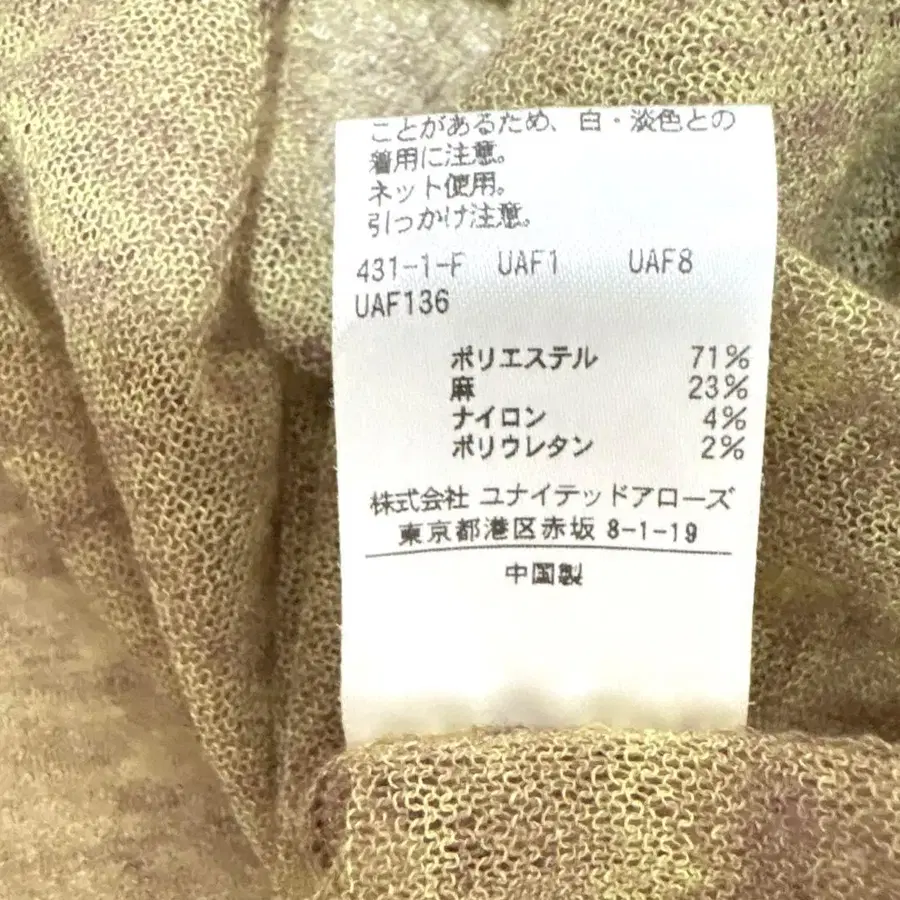 ことがあるため、白・淡色との
着用に注意。
ネット使用。
引っかけ注意。
431-1-F UAF1 UAF8
UAF136
ポリエステル 71%
麻 23%
ナイロン 4%
ポリウレタン 2%
株式会社 ユナイテッドアローズ
東京都港区赤坂 8-1-19
中国製